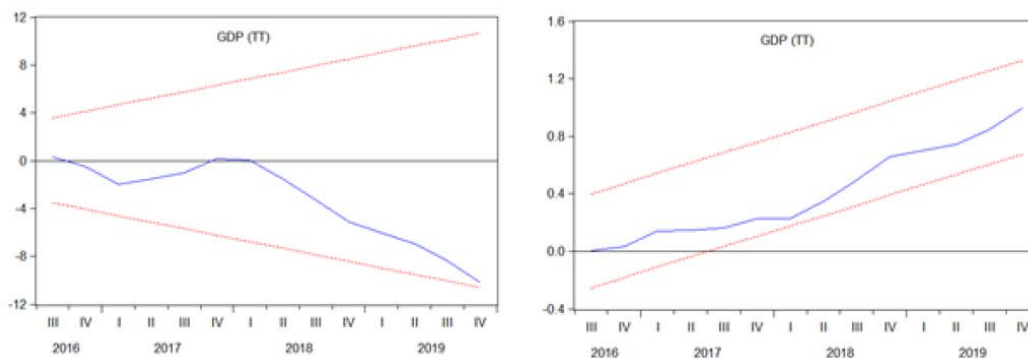 GDP (TT)
12
8
4
0
-4
-8
-12
III IV I II III IV I II III IV I II III IV
2016 2017 2018 2019
GDP (TT)
1.6
1.2
0.8
0.4
0.0
-0.4
III IV I II III IV I II III IV I II III IV
2016 2017 2018 2019